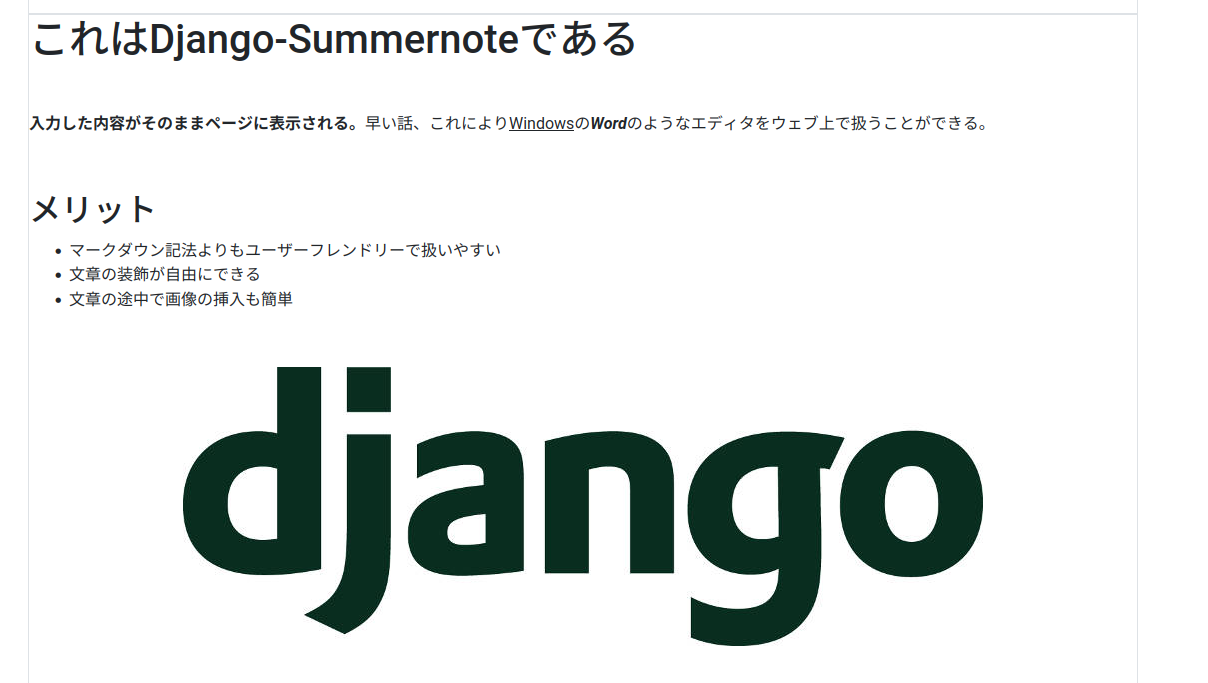 これはDjango-Summernoteである
入力した内容がそのままページに表示される。早い話、これによりWindowsのWordのようなエディタをウェブ上で扱うことができる。
メリット
マークダウン記法よりもユーザーフレンドリーで扱いやすい
文章の装飾が自由にできる
文章の途中で画像の挿入も簡単
django